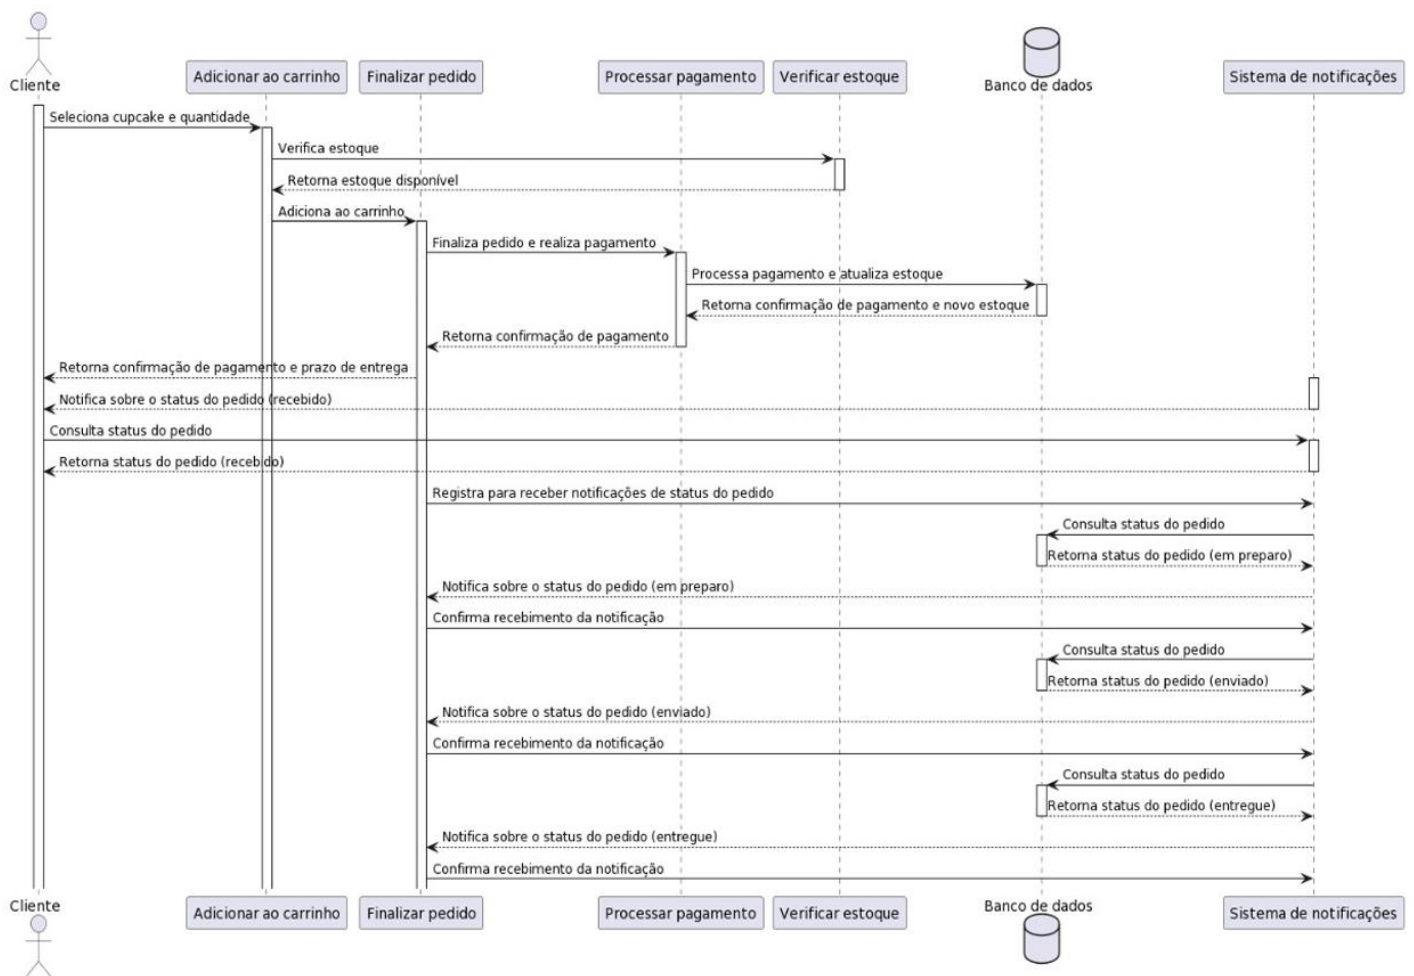 Cliente
Adicionar ao carrinho
Finalizar pedido
Processar pagamento
Verificar estoque
Banco de dados
Sistema de notificações
Seleciona cupcake e quantidade
Verifica estoque
Retorna estoque disponível
Adiciona ao carrinho
Finaliza pedido e realiza pagamento
Processa pagamento e atualiza estoque
Retorna confirmação de pagamento e novo estoque
Retorna confirmação de pagamento
Retorna confirmação de pagamento e prazo de entrega
Notifica sobre o status do pedido (recebido)
Consulta status do pedido
Retorna status do pedido (recebido)
Registra para receber notificações de status do pedido
Consulta status do pedido
Retorna status do pedido (em preparo)
Notifica sobre o status do pedido (em preparo)
Confirma recebimento da notificação
Consulta status do pedido
Retorna status do pedido (enviado)
Notifica sobre o status do pedido (enviado)
Confirma recebimento da notificação
Consulta status do pedido
Retorna status do pedido (entregue)
Notifica sobre o status do pedido (entregue)
Confirma recebimento da notificação
Cliente
Adicionar ao carrinho
Finalizar pedido
Processar pagamento
Verificar estoque
Banco de dados
Sistema de notificações